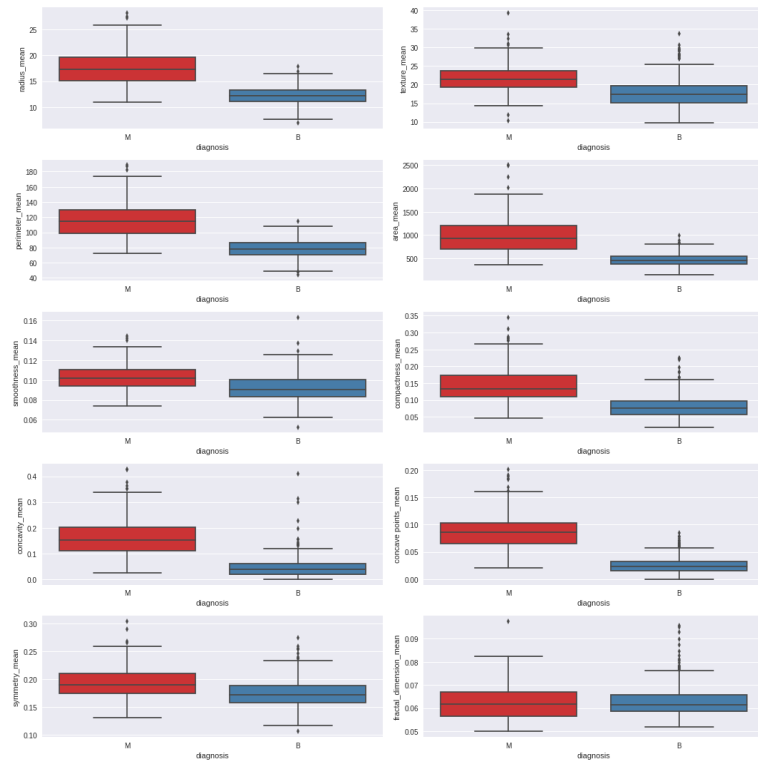 radius_mean
25
20
15
10
M B
diagnosis
texture_mean
40
35
30
25
20
15
10
M B
diagnosis
perimeter_mean
180
160
140
120
100
80
60
40
M B
diagnosis
area_mean
2500
2000
1500
1000
500
M B
diagnosis
smoothness_mean
0.16
0.14
0.12
0.10
0.08
0.06
M B
diagnosis
compactness_mean
0.35
0.30
0.25
0.20
0.15
0.10
0.05
M B
diagnosis
concavity_mean
0.4
0.3
0.2
0.1
0.0
M B
diagnosis
concave points_mean
0.20
0.15
0.10
0.05
0.00
M B
diagnosis
symmetry_mean
0.30
0.25
0.20
0.15
0.10
M B
diagnosis
fractal_dimension_mean
0.09
0.08
0.07
0.06
0.05
M B
diagnosis